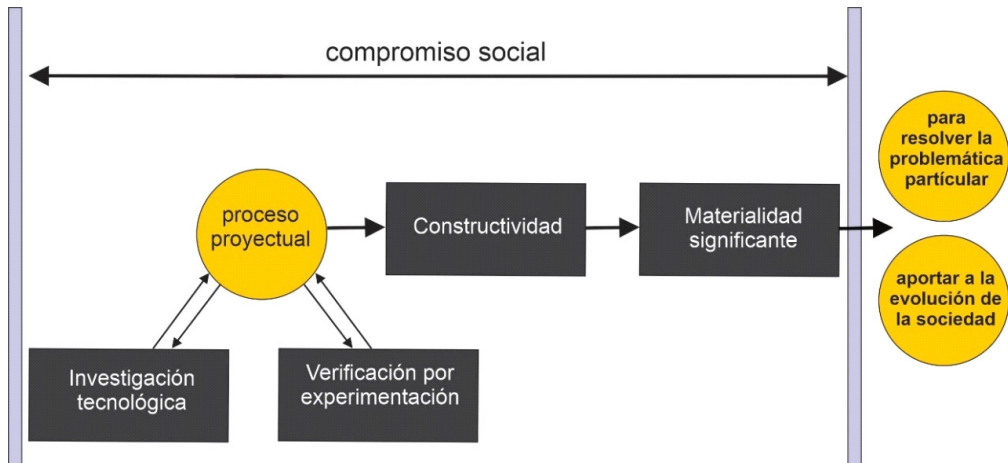 compromiso social
para
resolver la
problemática
partícular
proceso
proyectual
Constructividad
Materialidad
significante
aportar a la
evolución de
la sociedad
Investigación
tecnológica
Verificación por
experimentación